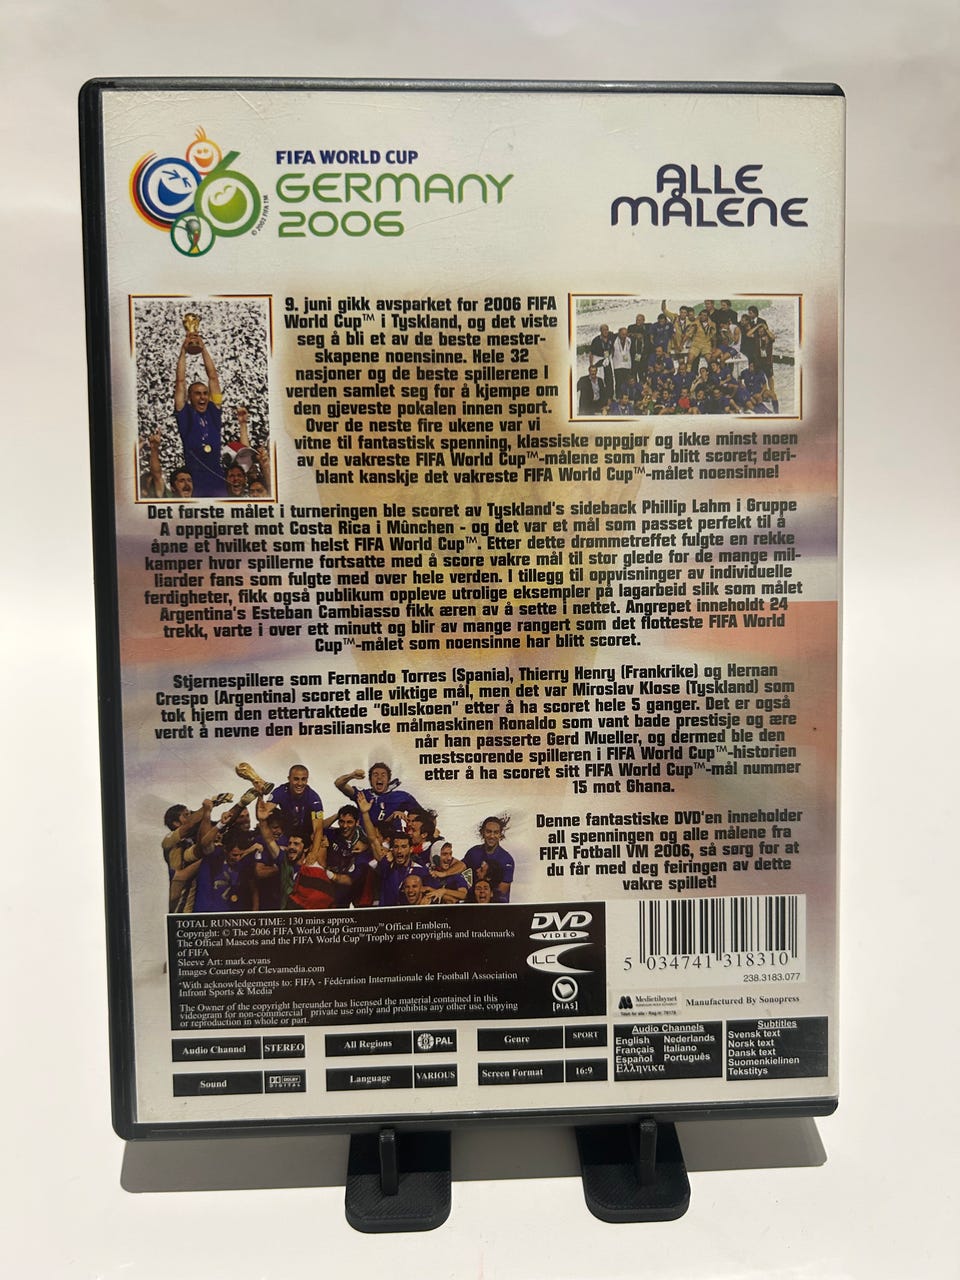 FIFA WORLD CUP
GERMANY
2006
© 2002 FIFA TM
ALLE
MÅLENE
9. juni gikk avsparket for 2006 FIFA
World Cup™ i Tyskland, og det viste
seg å bli et av de beste mester-
skapene noensinne. Hele 32
nasjoner og de beste spillerene I
verden samlet seg for å kjempe om
den gjeveste pokalen innen sport.
Over de neste fire ukene var vi
vitne til fantastisk spenning, klassiske oppgjør og ikke minst noen
av de vakreste FIFA World Cup™-målene som har blitt scoret; deri-
blant kanskje det vakreste FIFA World Cup™-målet noensinne!
Det første målet i turneringen ble scoret av Tyskland's sideback Phillip Lahm i Gruppe
A oppgjøret mot Costa Rica i Mûnchen - og det var et mål som passet perfekt til å
åpne et hvilket som helst FIFA World Cup™. Etter dette drømmetreffet fulgte en rekke
kamper hvor spillerne fortsatte med å score vakre mål til stor glede for de mange mil-
liarder fans som fulgte med over hele verden. I tillegg til oppvisninger av individuelle
ferdigheter, fikk også publikum oppleve utrolige eksempler på lagarbeid slik som målet
Argentina's Esteban Cambiasso fikk æren av å sette i nettet. Angrepet inneholdt 24
trekk, varte i over ett minutt og blir av mange rangert som det flotteste FIFA World
Cup™-målet som noensinne har blitt scoret.
Stjernespillere som Fernando Torres (Spania), Thierry Henry (Frankrike) og Hernan
Crespo (Argentina) scoret alle viktige mål, men det var Miroslav Klose (Tyskland) som
tok hjem den ettertraktede "Gullskoen" etter å ha scoret hele 5 ganger. Det er også
verdt å nevne den brasilianske målmaskinen Ronaldo som vant bade prestisje og ære
når han passerte Gerd Mueller, og dermed ble den
mestscorende spilleren i FIFA World Cup™-historien
etter å ha scoret sitt FIFA World Cup™-mål nummer
15 mot Ghana.
Denne fantastiske DVD'en inneholder
all spenningen og alle målene fra
FIFA Fotball VM 2006, så sørg for at
du får med deg feiringen av dette
vakre spillet!
TOTAL RUNNING TIME: 130 mins approx.
Copyright: © The 2006 FIFA World Cup Germany™ Offical Emblem,
The Offical Mascots and the FIFA World Cup™ Trophy are copyrights and trademarks
of FIFA
Sleeve Art: mark.evans
Images Courtesy of Clevamedia.com
"With acknowledgements to: FIFA - Fédération Internationale de Football Association
Infront Sports & Media"
The Owner of the copyright hereunder has licensed the material contained in this
videogram for non-commercial private use only and prohibits any other use, copying
or reproduction in whole or part.
DVD
VIDEO
ILC
[PIAS]
5 034741 318310
238.3183.077
Medietilsynet
Manufactured By Sonopress
Audio Channel STEREO
All Regions PAL
Genre SPORT
Sound DOLBY DIGITAL
Language VARIOUS
Screen Format 16:9
Audio Channels
English Nederlands
Français Italiano
Español Português
Ελληνικα
Subtitles
Svensk text
Norsk text
Dansk text
Suomenkielinen
Tekstitys